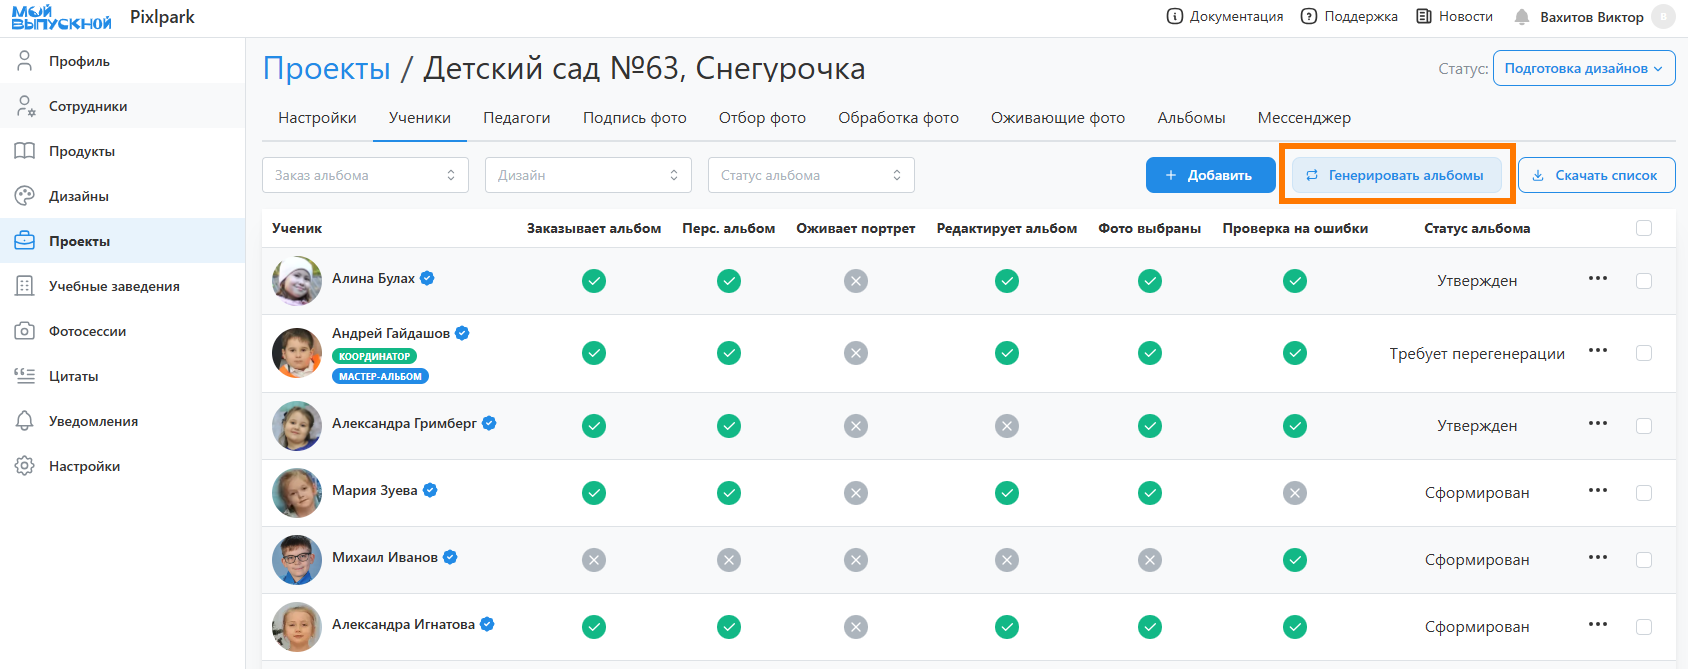 мой
выпускной
Pixlpark
Документация
Поддержка
Новости
Вахитов Виктор
В
Профиль
Сотрудники
Продукты
Дизайны
Проекты
Учебные заведения
Фотосессии
Цитаты
Уведомления
Настройки
Проекты / Детский сад №63, Снегурочка
Статус: Подготовка дизайнов
Настройки Ученики Педагоги Подпись фото Отбор фото Обработка фото Оживающие фото Альбомы Мессенджер
Заказ альбома Дизайн Статус альбома + Добавить Генерировать альбомы Скачать список
Ученик Заказывает альбом Перс. альбом Оживает портрет Редактирует альбом Фото выбраны Проверка на ошибки Статус альбома
Алина Булах Утвержден
Андрей Гайдашов
КООРДИНАТОР
МАСТЕР-АЛЬБОМ
Требует перегенерации
Александра Гримберг Утвержден
Мария Зуева Сформирован
Михаил Иванов Сформирован
Александра Игнатова Сформирован